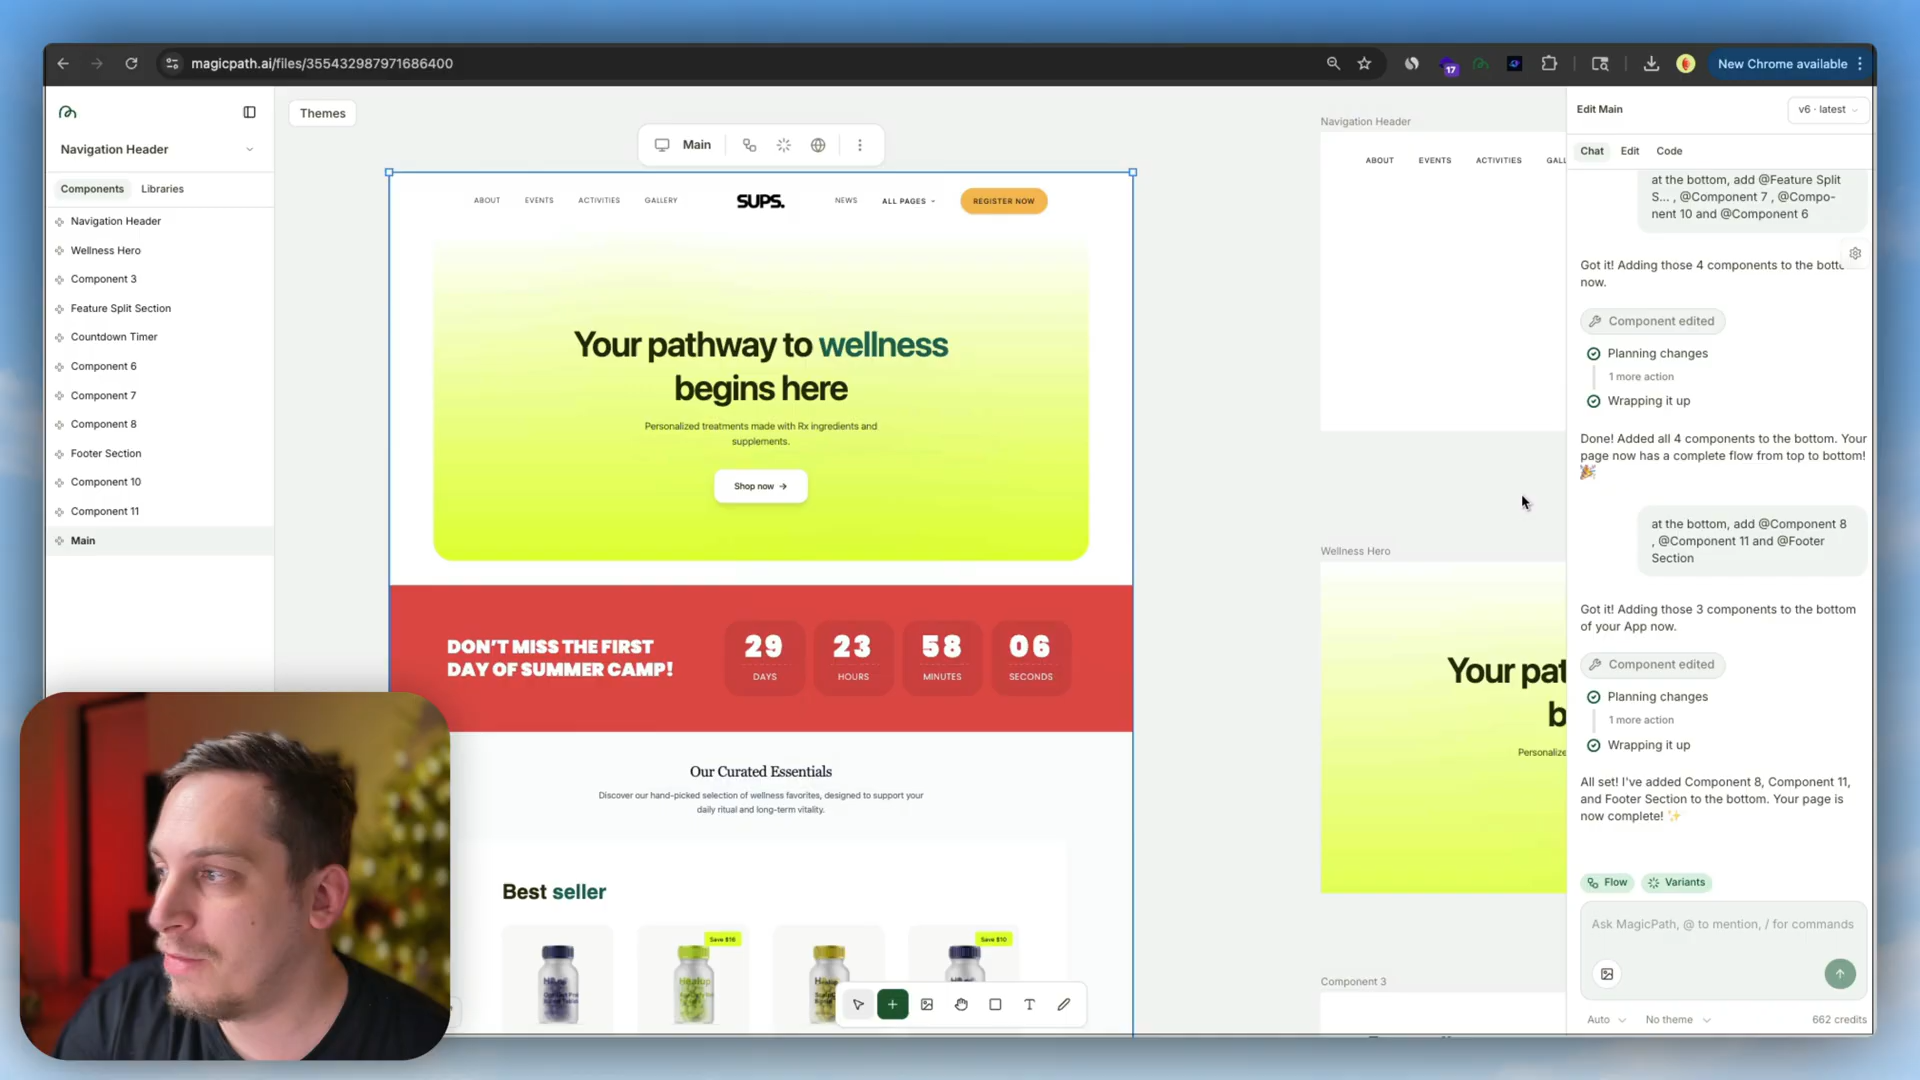 magicpath.ai/files/355432987971686400
17
New Chrome available
Navigation Header
Components
Libraries
Navigation Header
Wellness Hero
Component 3
Feature Split Section
Countdown Timer
Component 6
Component 7
Component 8
Footer Section
Component 10
Component 11
Main
Themes
Main
ABOUT
EVENTS
ACTIVITIES
GALLERY
SUPS.
NEWS
ALL PAGES
REGISTER NOW
Your pathway to wellness
begins here
Personalized treatments made with Rx ingredients and
supplements.
Shop now →
DON'T MISS THE FIRST
DAY OF SUMMER CAMP!
29
DAYS
23
HOURS
58
MINUTES
06
SECONDS
Our Curated Essentials
Discover our hand-picked selection of wellness favorites, designed to support your
daily ritual and long-term vitality.
Best seller
Save $16
Save $10
Navigation Header
ABOUT
EVENTS
ACTIVITIES
GALL
Wellness Hero
Your pat
b
Personalize
Component 3
Edit Main
v6 · latest
Chat
Edit
Code
at the bottom, add @Feature Split
S... , @Component 7 , @Compo-
nent 10 and @Component 6
Got it! Adding those 4 components to the botto
now.
Component edited
Planning changes
1 more action
Wrapping it up
Done! Added all 4 components to the bottom. Your
page now has a complete flow from top to bottom!
at the bottom, add @Component 8
, @Component 11 and @Footer
Section
Got it! Adding those 3 components to the bottom
of your App now.
Component edited
Planning changes
1 more action
Wrapping it up
All set! I've added Component 8, Component 11,
and Footer Section to the bottom. Your page is
now complete! ✨
Flow
Variants
Ask MagicPath, @ to mention, / for commands
Auto
No theme
662 credits